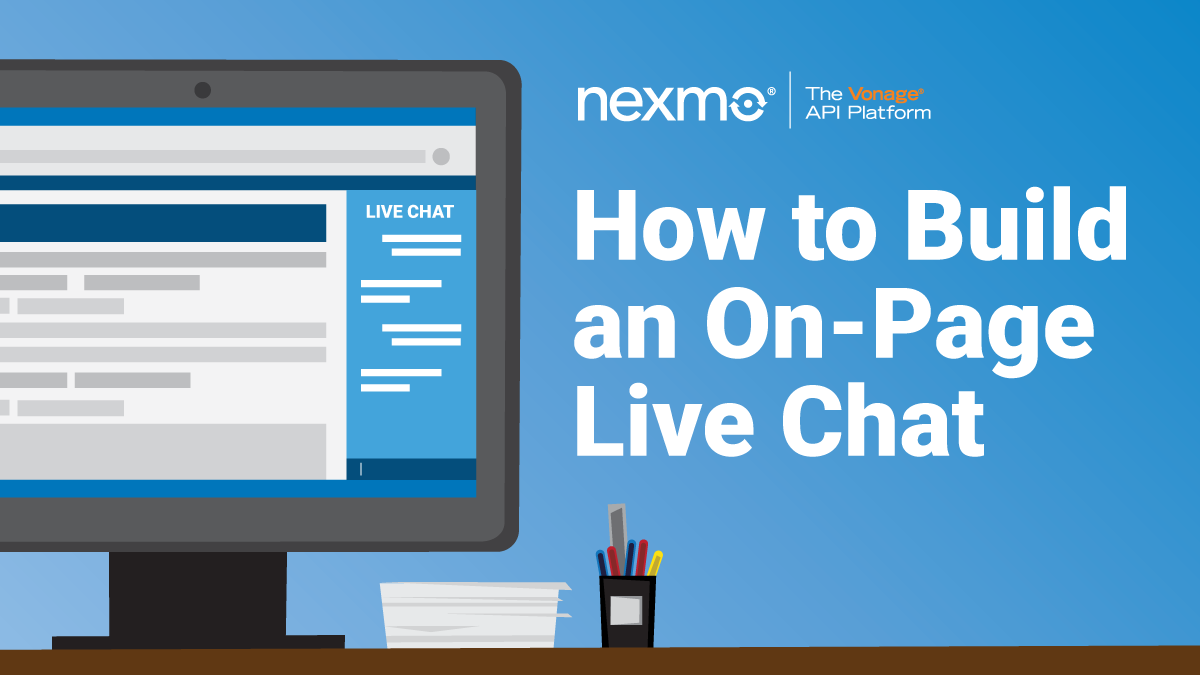 LIVE CHAT
nexmo®
The Vonage®
API Platform
How to Build
an On-Page
Live Chat